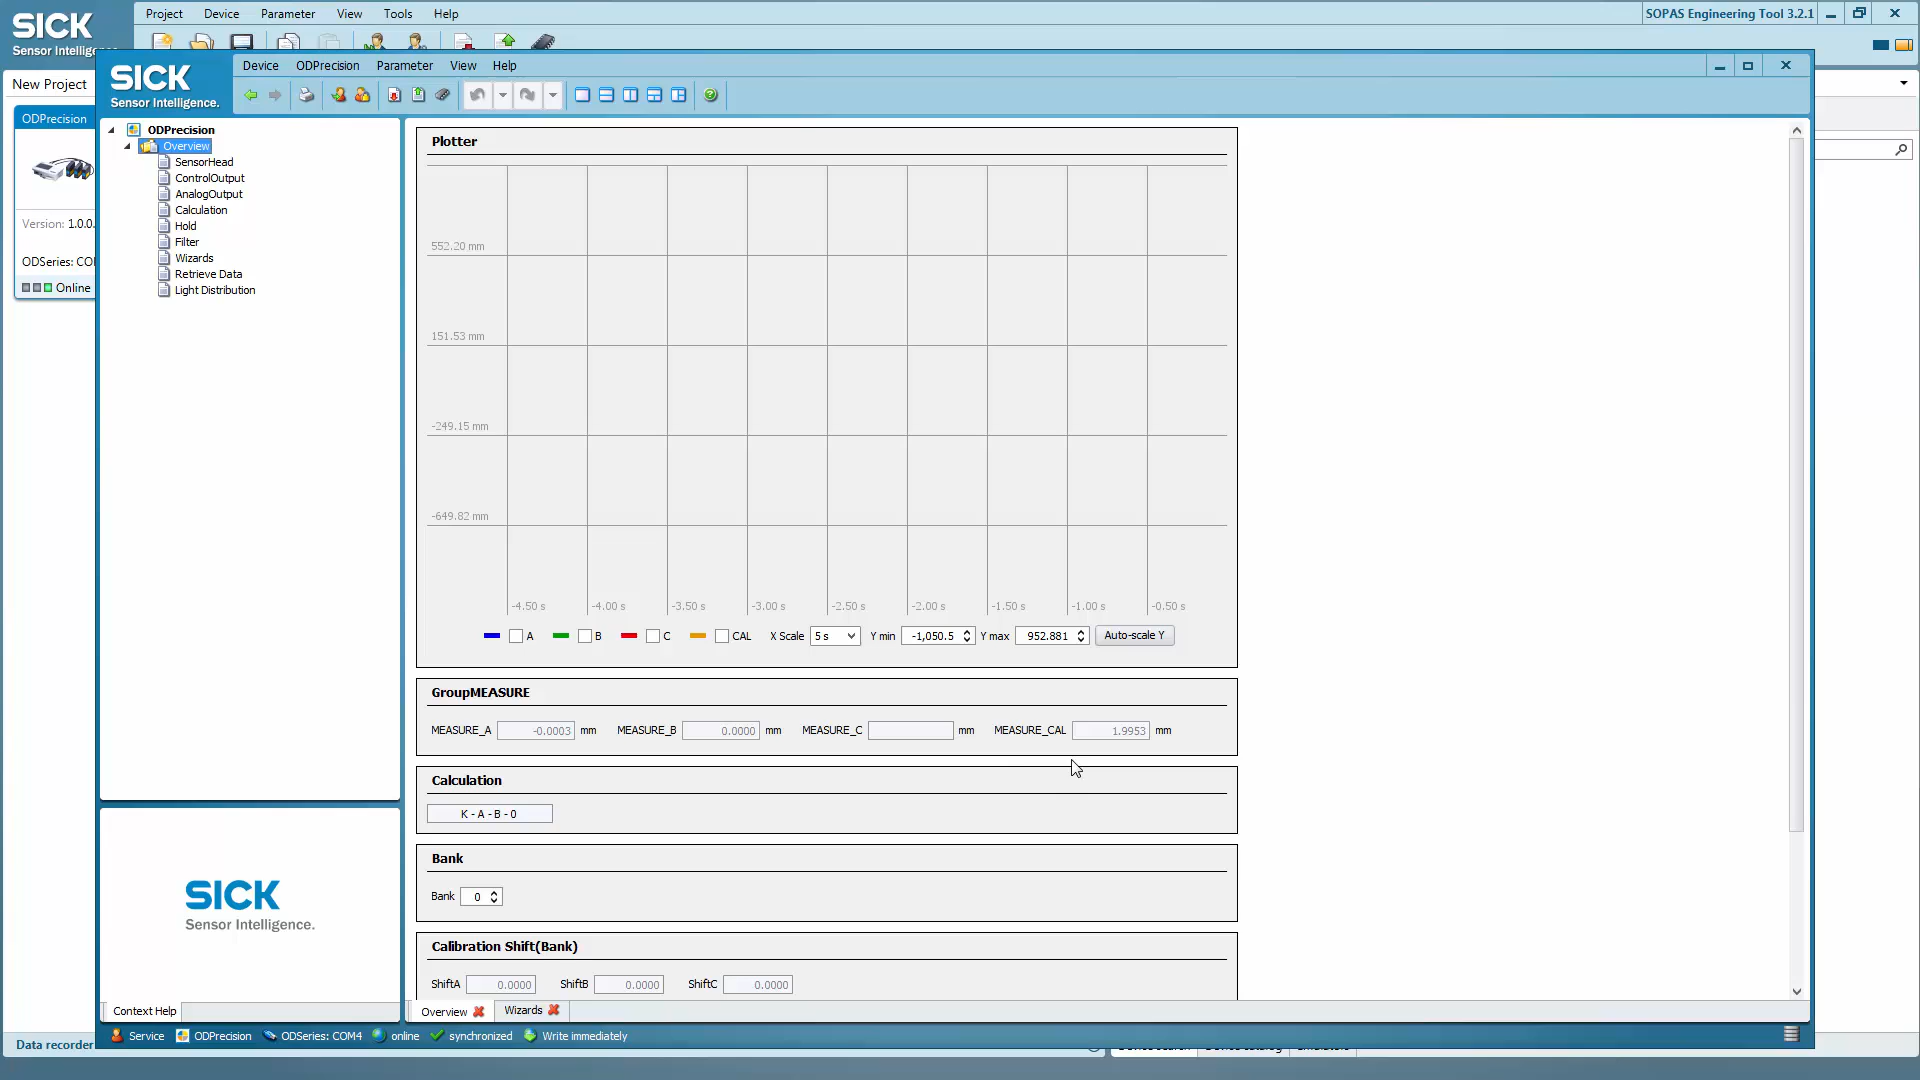 SICK
Sensor Intelligence.
Project Device Parameter View Tools Help
SOPAS Engineering Tool 3.2.1
New Project
ODPrecision
Version: 1.0.0.
ODSeries: CO
Online
Data recorder
SICK
Sensor Intelligence.
Device ODPrecision Parameter View Help
ODPrecision
Overview
SensorHead
ControlOutput
AnalogOutput
Calculation
Hold
Filter
Wizards
Retrieve Data
Light Distribution
SICK
Sensor Intelligence.
Context Help
Plotter
552.20 mm
151.53 mm
-249.15 mm
-649.82 mm
-4.50 s -4.00 s -3.50 s -3.00 s -2.50 s -2.00 s -1.50 s -1.00 s -0.50 s
A B C CAL X Scale 5 s Y min -1,050.5 Y max 952.881 Auto-scale Y
GroupMEASURE
MEASURE_A -0.0003 mm MEASURE_B 0.0000 mm MEASURE_C mm MEASURE_CAL 1.9953 mm
Calculation
K - A - B - 0
Bank
Bank 0
Calibration Shift(Bank)
ShiftA 0.0000 ShiftB 0.0000 ShiftC 0.0000
Overview Wizards
Service ODPrecision ODSeries: COM4 online synchronized Write immediately